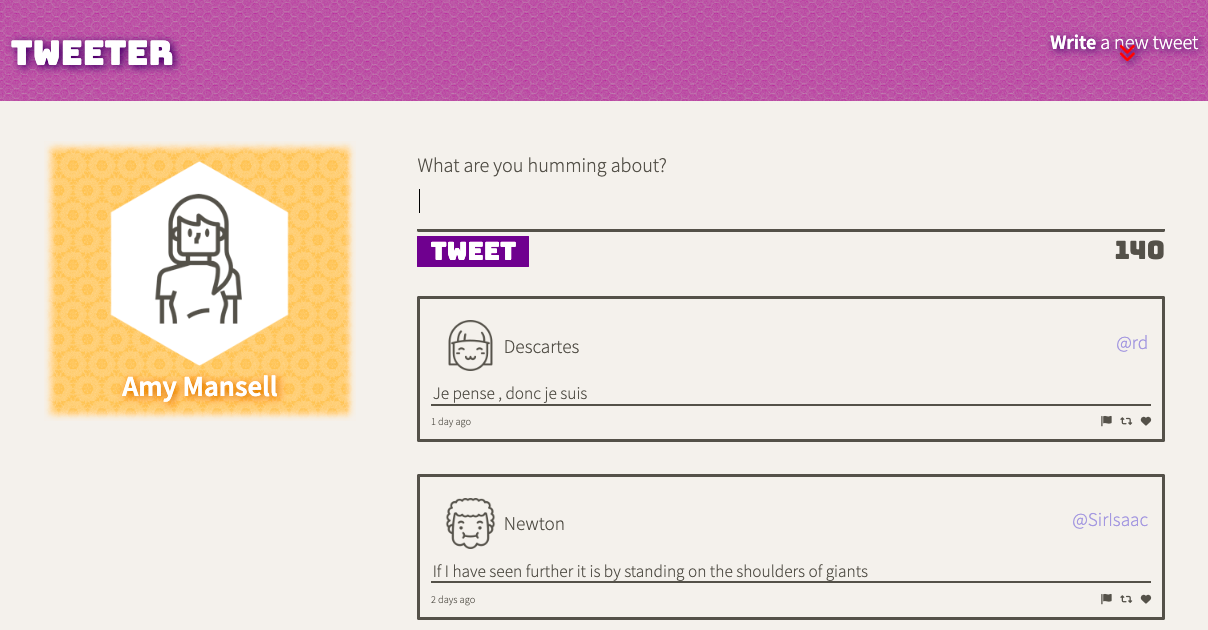 TWEETER
Write a new tweet
Amy Mansell
What are you humming about?
TWEET
140
Descartes
@rd
Je pense , donc je suis
1 day ago
Newton
@SirIsaac
If I have seen further it is by standing on the shoulders of giants
2 days ago